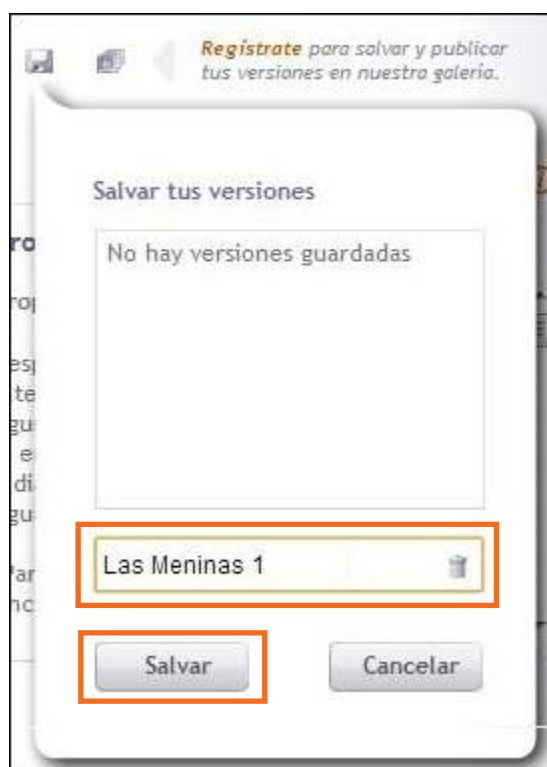 Regístrate para salvar y publicar
tus versiones en nuestra galería.
Salvar tus versiones
No hay versiones guardadas
Las Meninas 1
Salvar
Cancelar